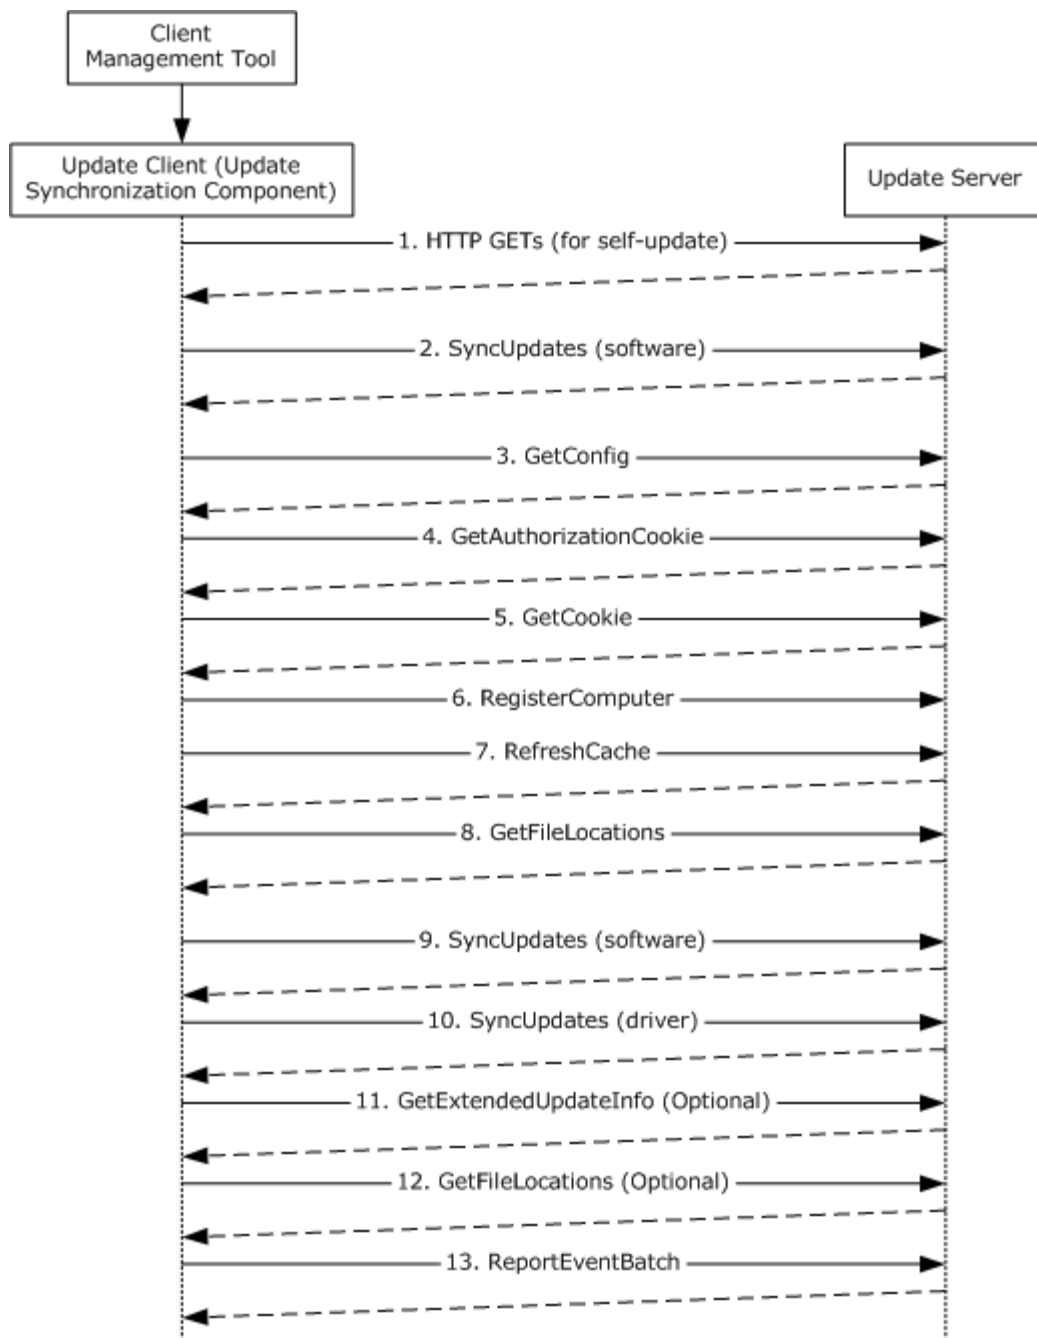 Client
Management Tool
Update Client (Update
Synchronization Component)
Update Server
1. HTTP GETs (for self-update)
2. SyncUpdates (software)
3. GetConfig
4. GetAuthorizationCookie
5. GetCookie
6. RegisterComputer
7. RefreshCache
8. GetFileLocations
9. SyncUpdates (software)
10. SyncUpdates (driver)
11. GetExtendedUpdateInfo (Optional)
12. GetFileLocations (Optional)
13. ReportEventBatch